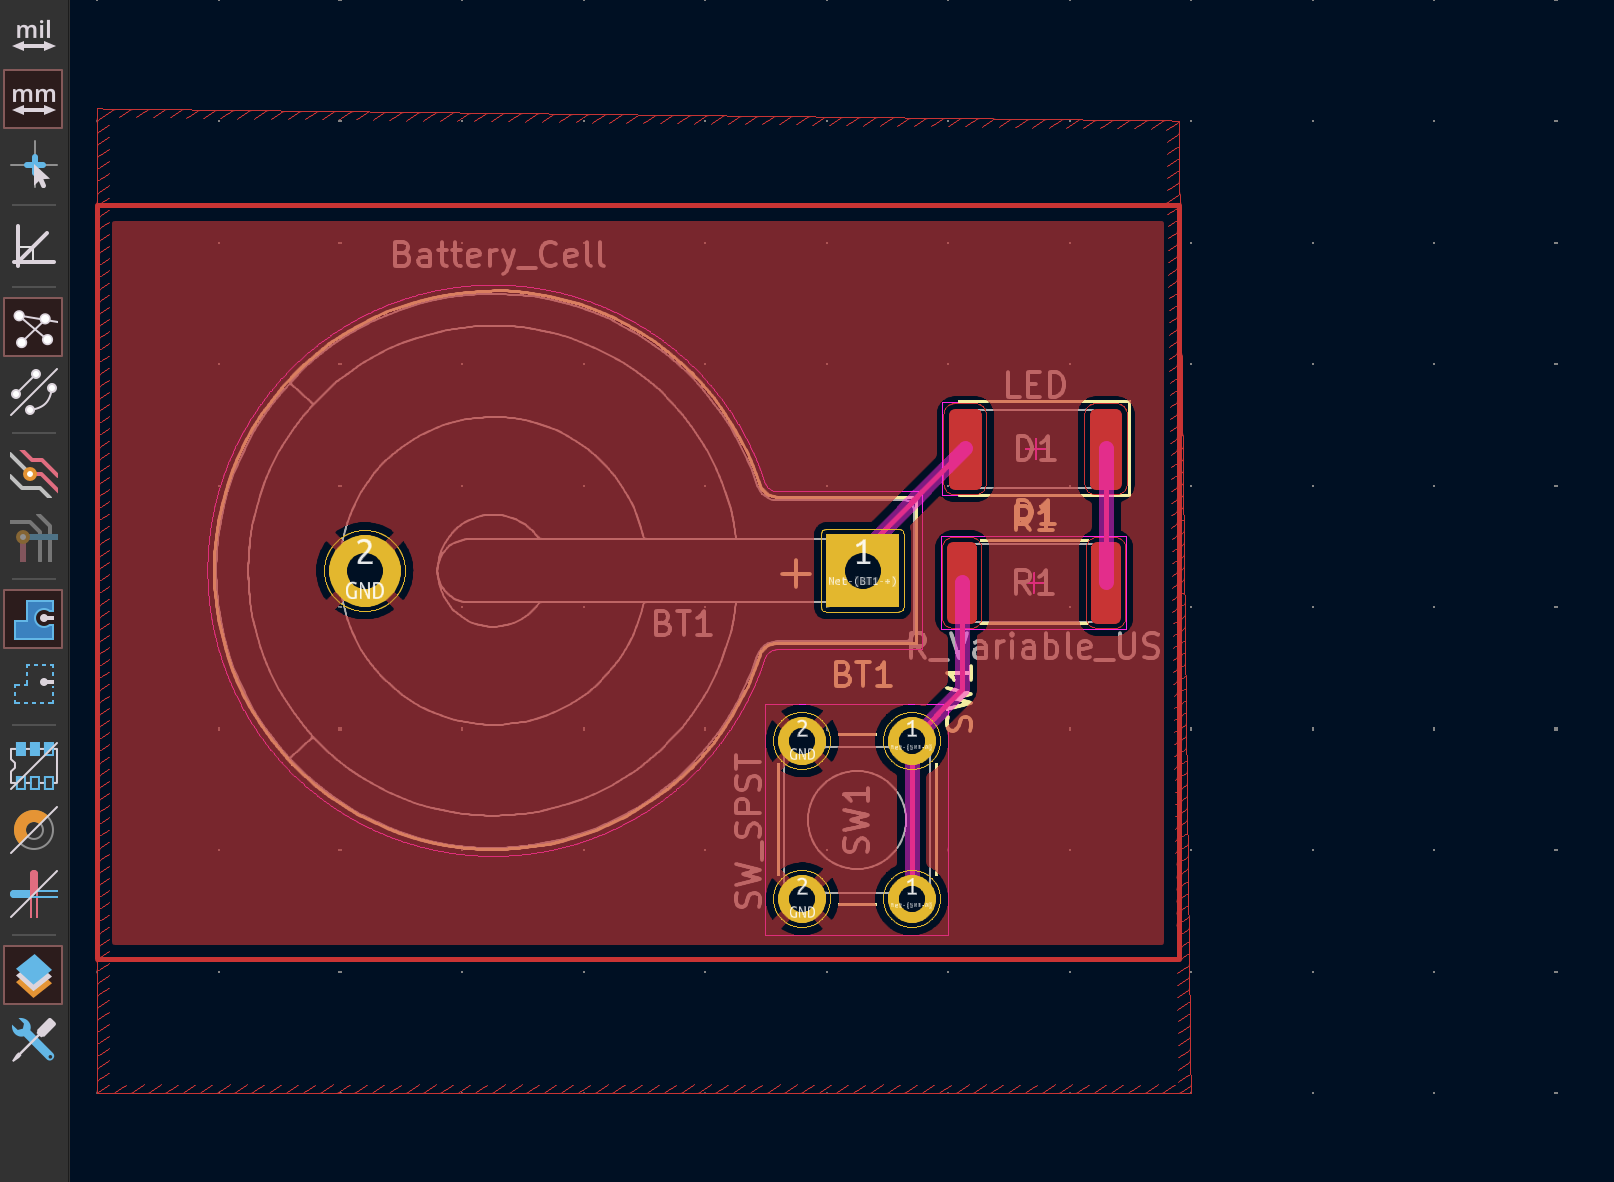 mil
mm
Battery_Cell
LED
D1
R1
2
GND
1
Net-(BT1-+)
+
R1
BT1
R_Variable_US
BT1
SW1
2
GND
1
SW_SPST
SW1
2
GND
1